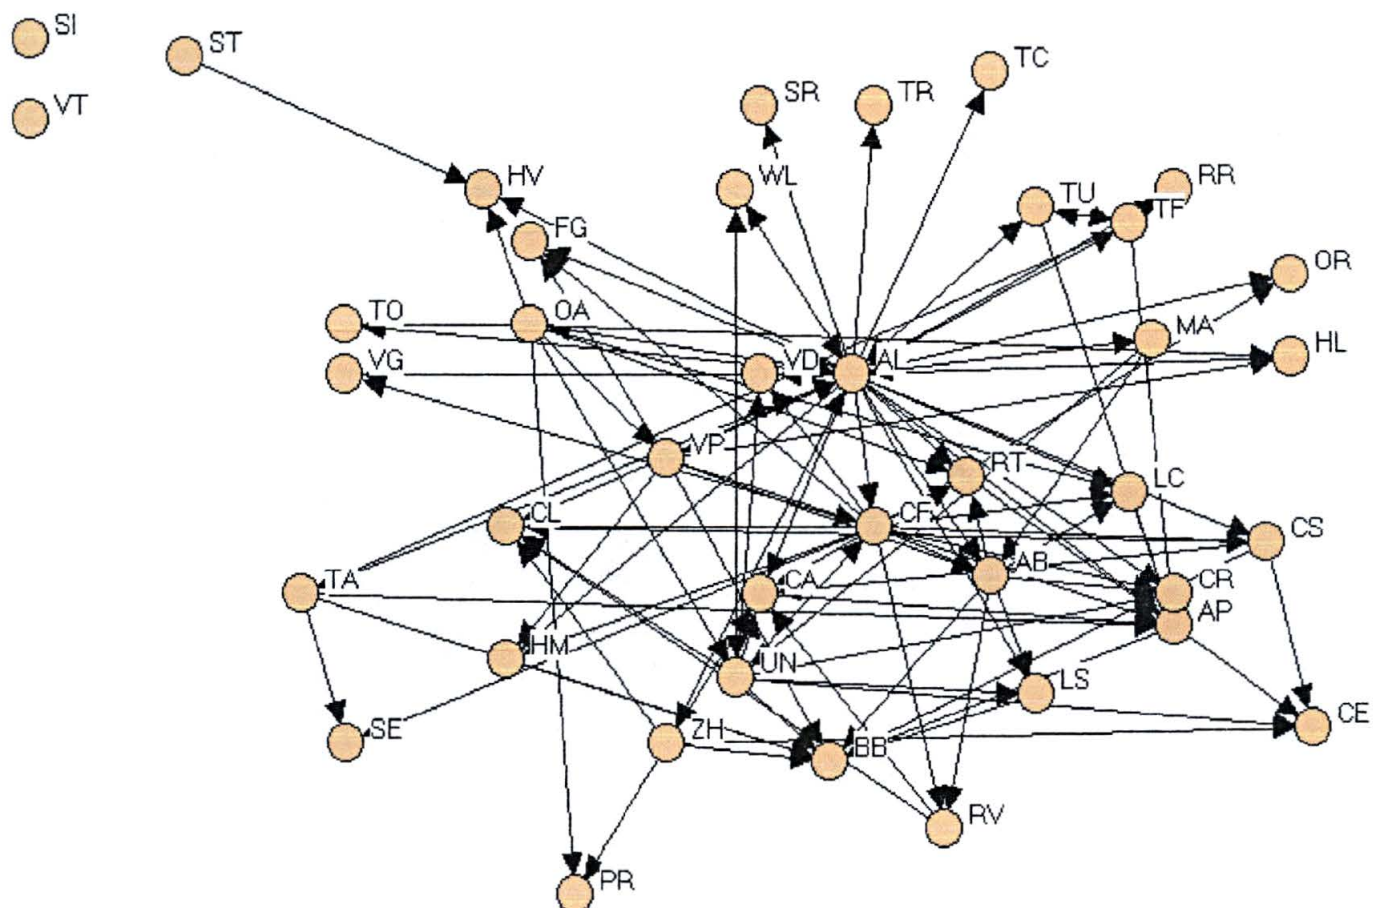 SI
ST
TC
SR
TR
VT
HV
WL
TU
RR
TF
FG
OR
TO
OA
MA
HL
VG
VD
AL
VP
RT
LC
CL
CF
CS
AB
TA
CA
CR
AP
HM
UN
LS
SE
ZH
BB
CE
RV
PR